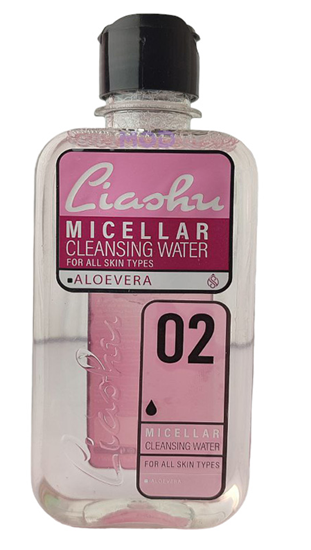 Ciashu
MICELLAR
CLEANSING WATER
FOR ALL SKIN TYPES
ALOEVERA
02
MICELLAR
CLEANSING WATER
FOR ALL SKIN TYPES